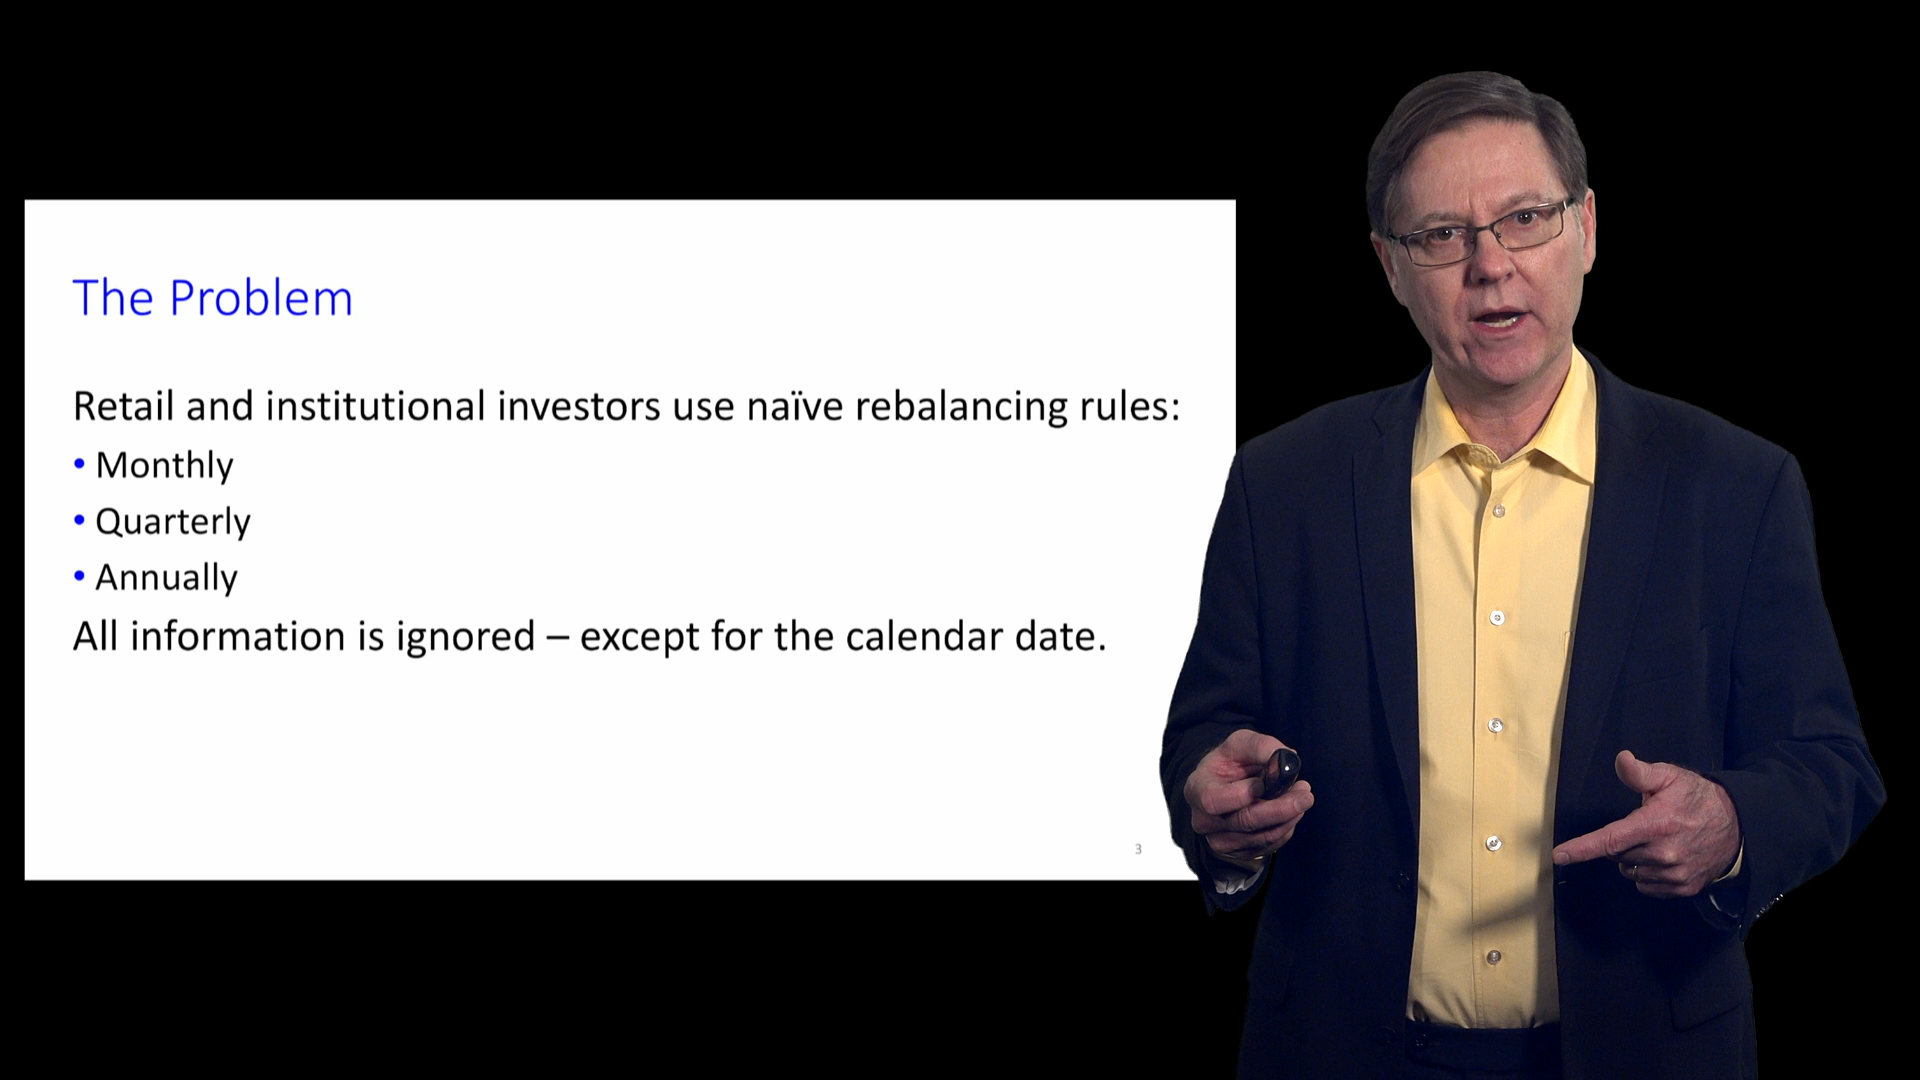 The Problem
Retail and institutional investors use naïve rebalancing rules:
• Monthly
• Quarterly
• Annually
All information is ignored – except for the calendar date.
3